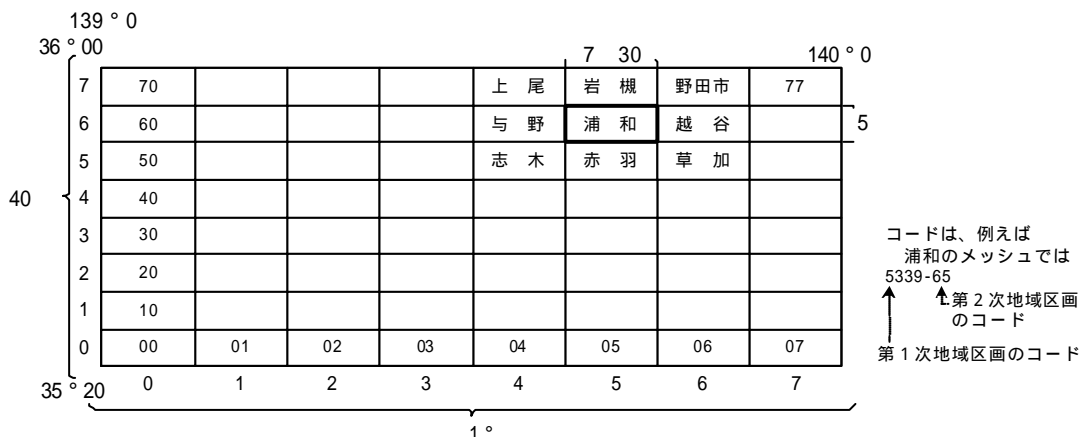 139 ° 0
36 ° 00
7 30
140 ° 0
7 70 上 尾 岩 槻 野田市 77
6 60 与 野 浦 和 越 谷 5
5 50 志 木 赤 羽 草 加
40
4 40
3 30
2 20
1 10
0 00 01 02 03 04 05 06 07
35 ° 20
0 1 2 3 4 5 6 7
1 °
コードは、例えば
浦和のメッシュでは
5339-65
第2次地域区画
のコード
第1次地域区画のコード